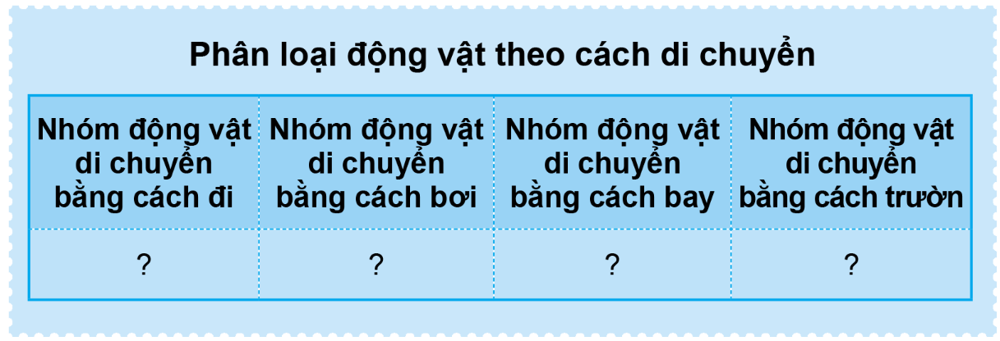 Phân loại động vật theo cách di chuyển
Nhóm động vật
di chuyển
bằng cách đi
Nhóm động vật
di chuyển
bằng cách bơi
Nhóm động vật
di chuyển
bằng cách bay
Nhóm động vật
di chuyển
bằng cách trườn
?
?
?
?